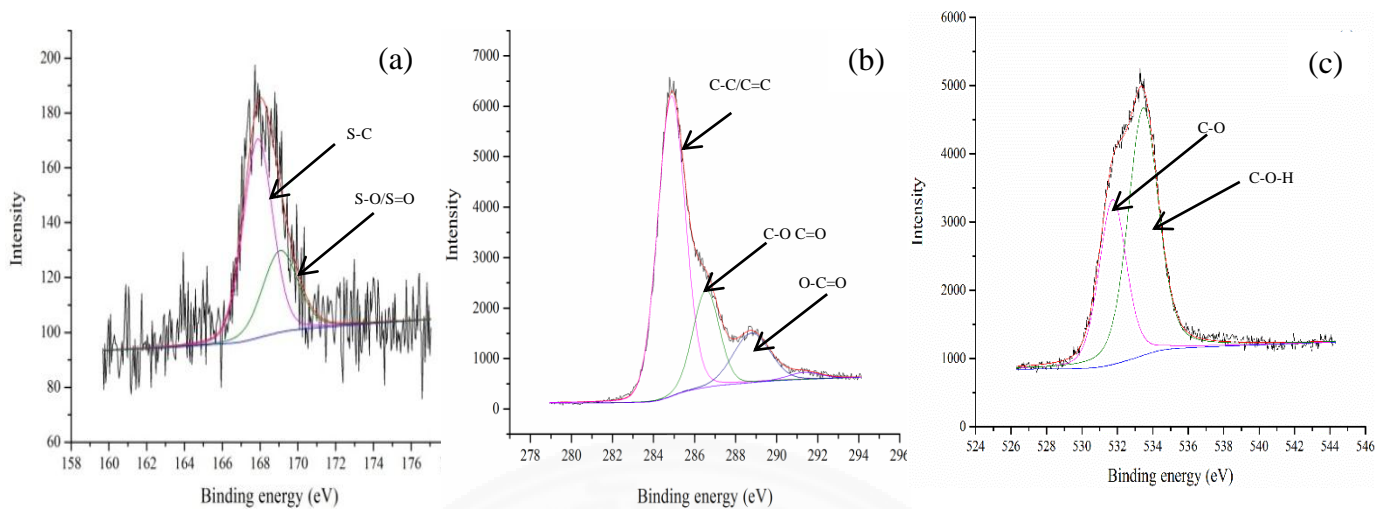 (a)
200
180
160
140
120
100
80
60
Intensity
S-C
S-O/S=O
158 160 162 164 166 168 170 172 174 176
Binding energy (eV)
(b)
7000
6000
5000
4000
3000
2000
1000
0
Intensity
C-C/C=C
C-O C=O
O-C=O
278 280 282 284 286 288 290 292 294 296
Binding energy (eV)
(c)
6000
5000
4000
3000
2000
1000
0
Intensity
C-O
C-O-H
524 526 528 530 532 534 536 538 540 542 544 546
Binding energy (eV)